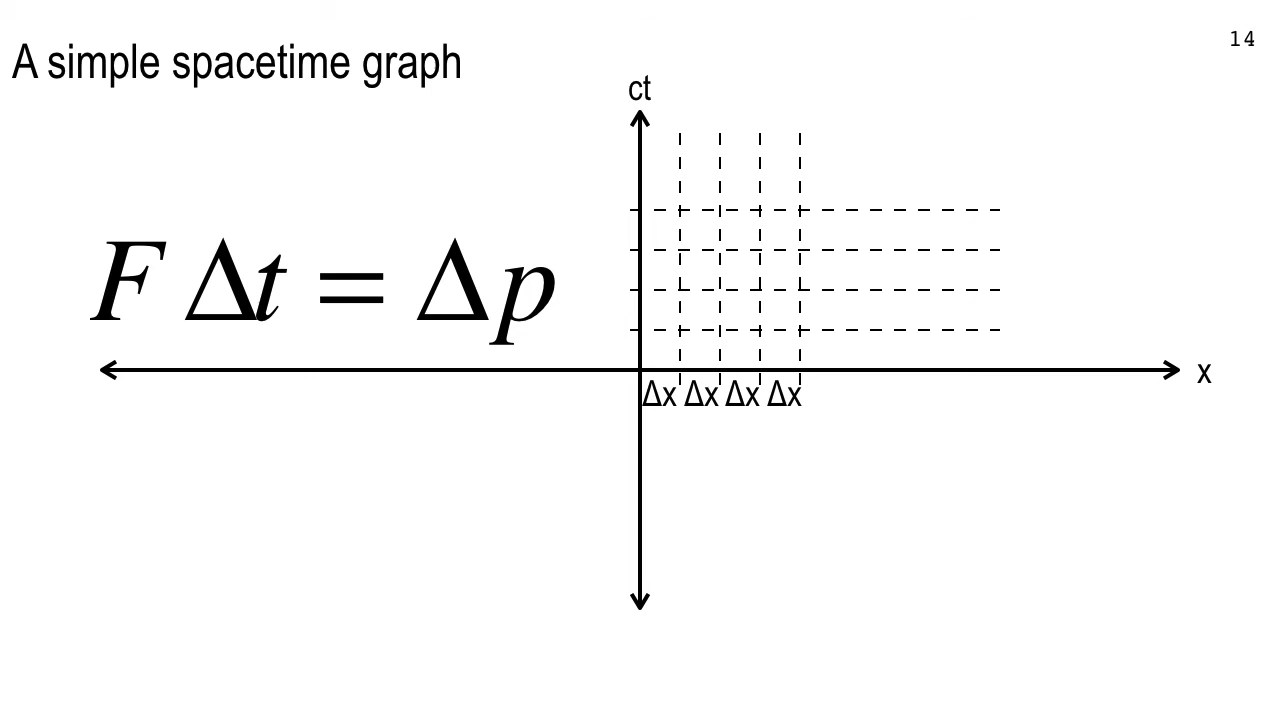 A simple spacetime graph
14
ct
F Δt = Δp
x
Δx Δx Δx Δx